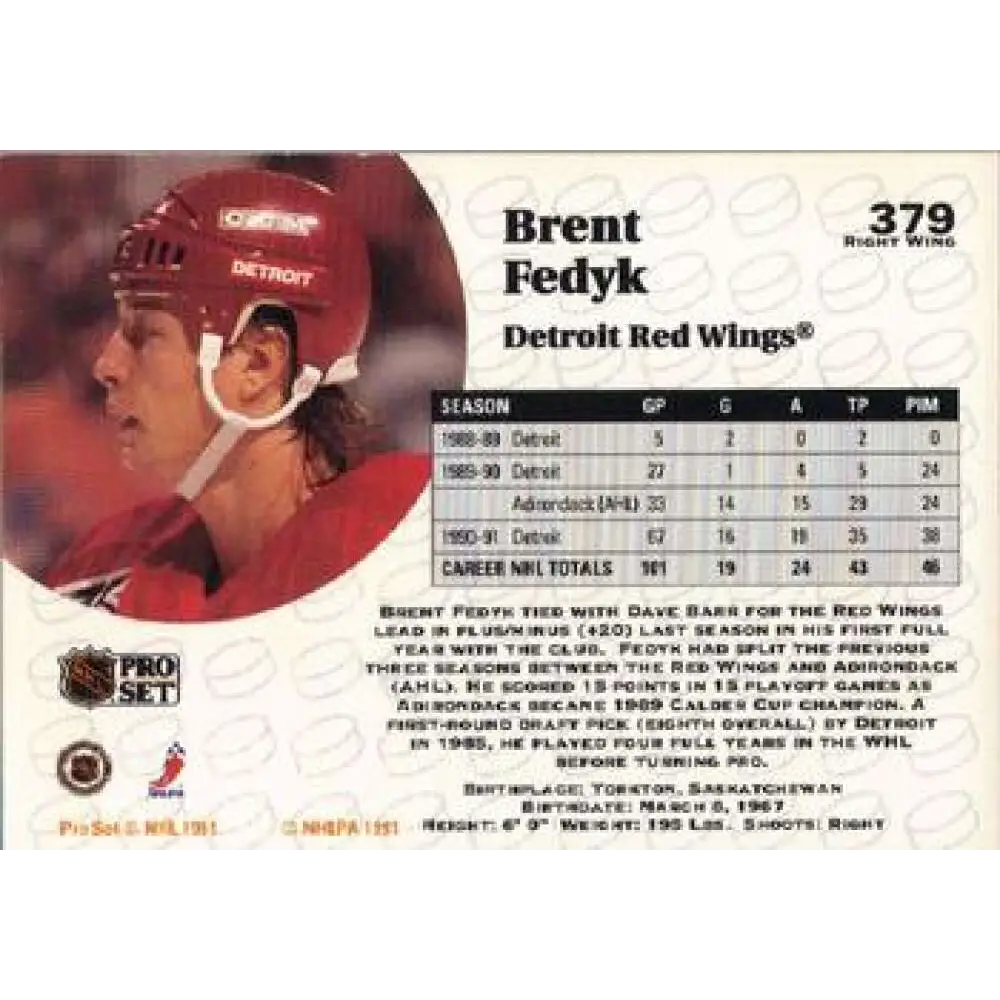 DETROIT
Brent
Fedyk
379
RIGHT WING
Detroit Red Wings®
SEASON GP G A TP PIM
1988-89 Detroit 5 2 0 2 0
1989-90 Detroit 27 1 4 5 24
Adirondack (AHL) 33 14 15 29 24
1990-91 Detroit 67 16 19 35 38
CAREER NHL TOTALS 101 19 24 43 46
BRENT FEDYK TIED WITH DAVE BARR FOR THE RED WINGS
LEAD IN PLUS/MINUS (+20) LAST SEASON IN HIS FIRST FULL
YEAR WITH THE CLUB. FEDYK HAD SPLIT THE PREVIOUS
THREE SEASONS BETWEEN THE RED WINGS AND ADIRONDACK
(AHL). HE SCORED 15 POINTS IN 15 PLAYOFF GAMES AS
ADIRONDACK BECAME 1989 CALDER CUP CHAMPION. A
FIRST-ROUND DRAFT PICK (EIGHTH OVERALL) BY DETROIT
IN 1985, HE PLAYED FOUR FULL YEARS IN THE WHL
BEFORE TURNING PRO.
BIRTHPLACE: YORKTON, SASKATCHEWAN
BIRTHDATE: MARCH 8, 1967
HEIGHT: 6' 0" WEIGHT: 195 LBS. SHOOTS: RIGHT
NHL
PRO
SET
Pro Set © NHL 1991
© NHLPA 1991